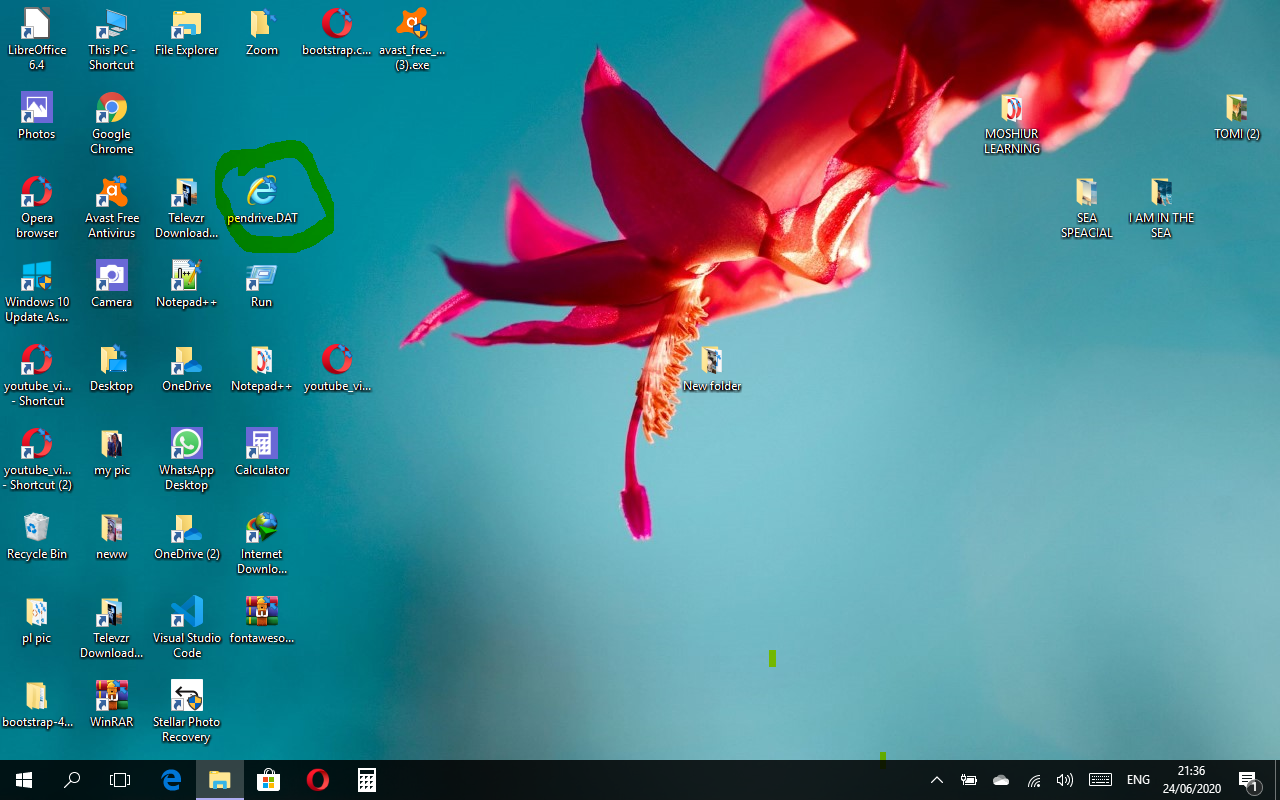 LibreOffice
6.4
This PC -
Shortcut
File Explorer
Zoom
bootstrap.c...
avast_free_...
(3).exe
Photos
Google
Chrome
MOSHIUR
LEARNING
TOMI (2)
Opera
browser
Avast Free
Antivirus
Televzr
Download...
pendrive.DAT
SEA
SPEACIAL
I AM IN THE
SEA
Windows 10
Update As...
Camera
Notepad++
Run
youtube_vi...
- Shortcut
Desktop
OneDrive
Notepad++
youtube_vi...
New folder
youtube_vi...
- Shortcut (2)
my pic
WhatsApp
Desktop
Calculator
Recycle Bin
neww
OneDrive (2)
Internet
Downlo...
pl pic
Televzr
Download...
Visual Studio
Code
fontaweso...
bootstrap-4...
WinRAR
Stellar Photo
Recovery
ENG
21:36
24/06/2020
1